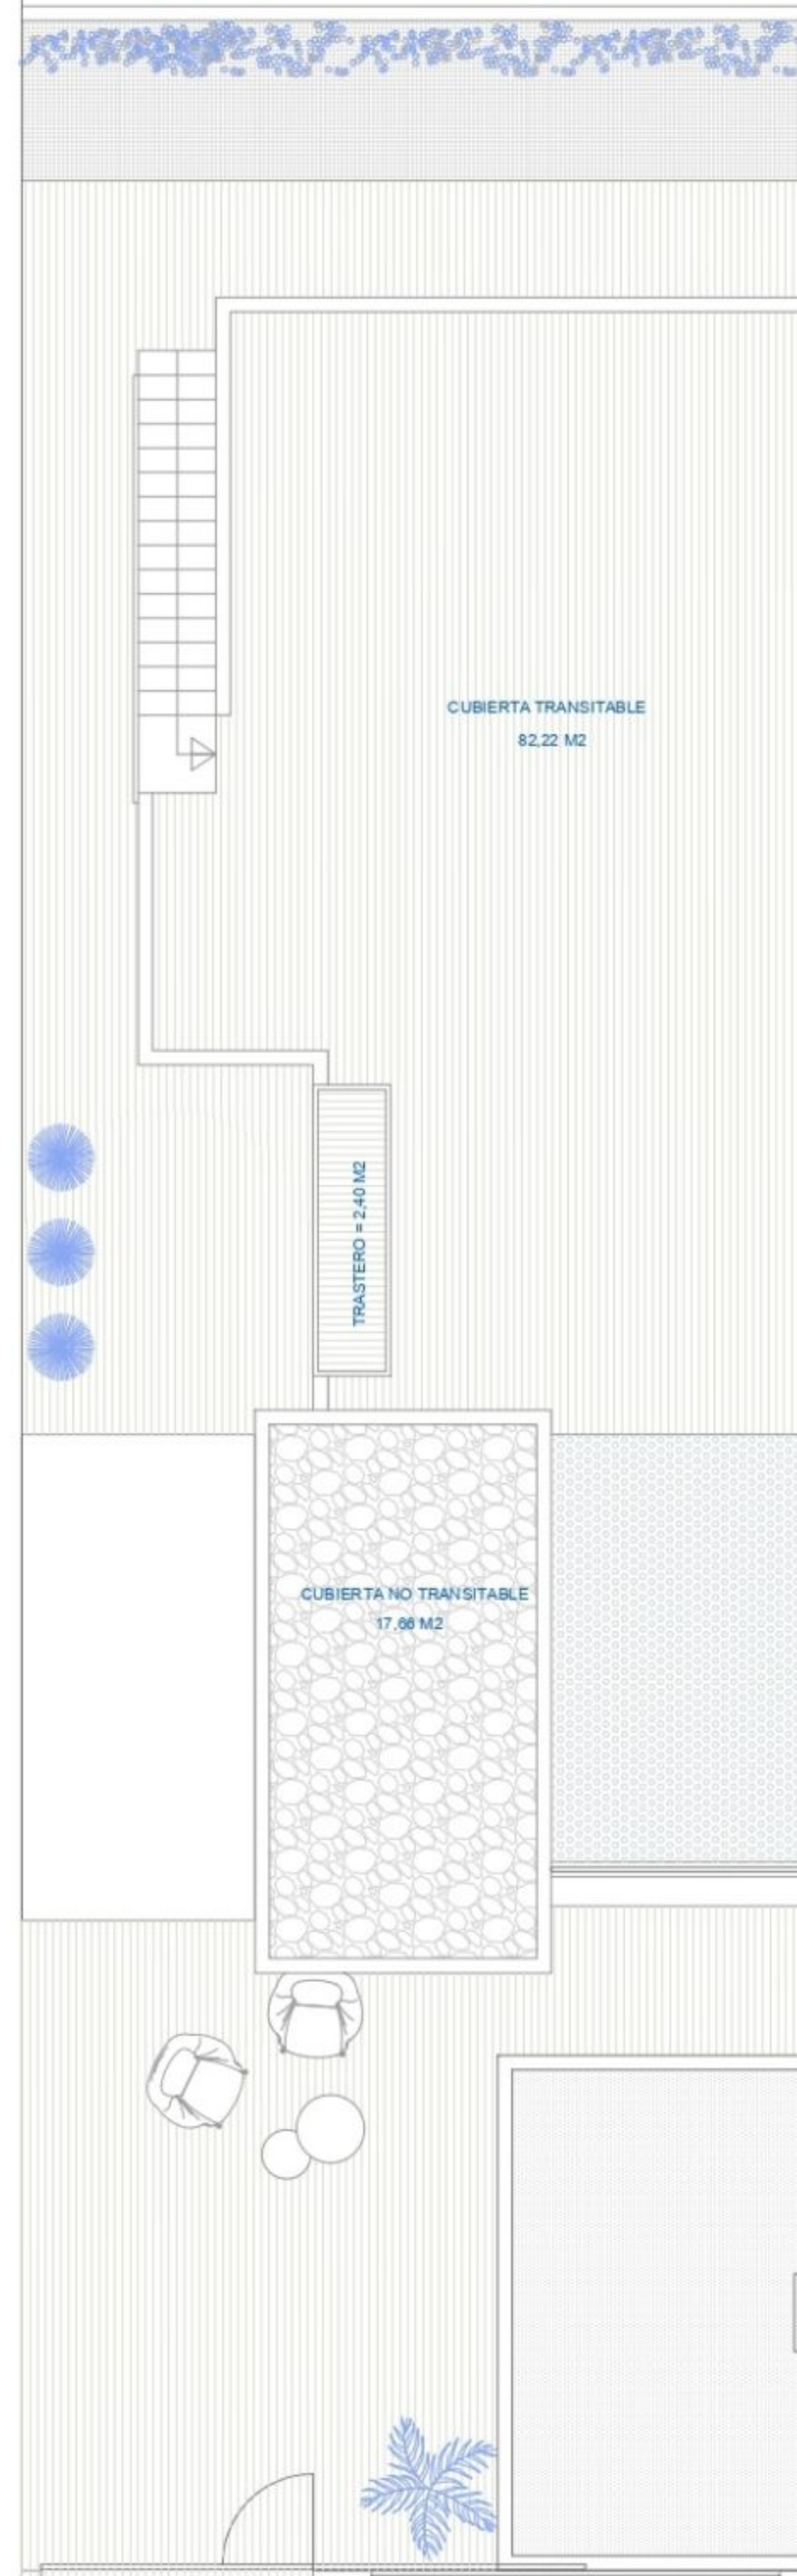 CUBIERTA TRANSITABLE
82,22 M2
TRASTERO = 2,40 M2
CUBIERTA NO TRANSITABLE
17,66 M2